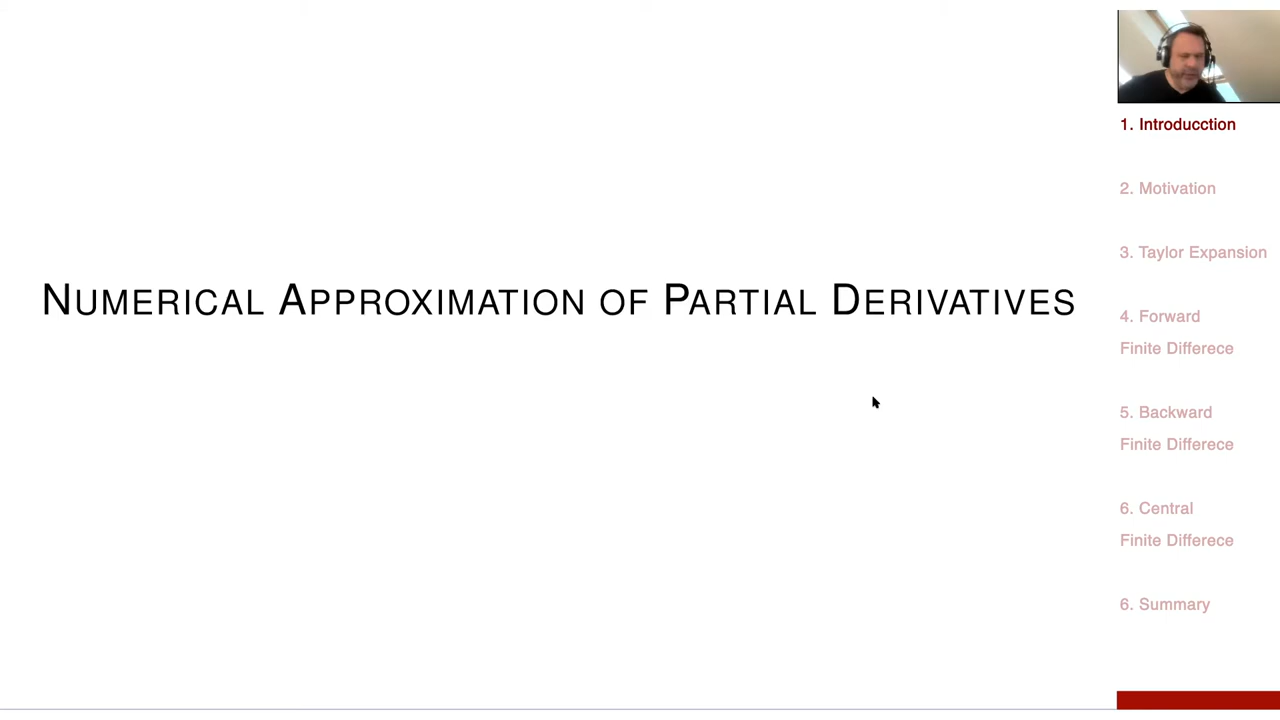 NUMERICAL APPROXIMATION OF PARTIAL DERIVATIVES
1. Introducction
2. Motivation
3. Taylor Expansion
4. Forward
Finite Differece
5. Backward
Finite Differece
6. Central
Finite Differece
6. Summary